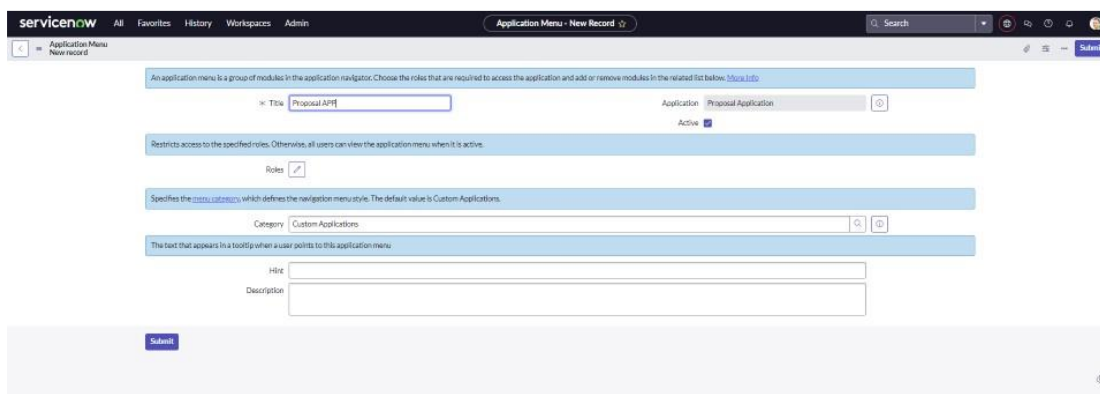 servicenow All Favorites History Workspaces Admin Application Menu - New Record Search
Application Menu
New record
Submi
An application menu is a group of modules in the application navigator. Choose the roles that are required to access the application and add or remove modules in the related list below. More Info
Title Proposal APP Application Proposal Application
Active
Restricts access to the specified roles. Otherwise, all users can view the application menu when it is active.
Roles
Specifies the menu category, which defines the navigation menu style. The default value is Custom Applications.
Category Custom Applications
The text that appears in a tooltip when a user points to this application menu
Hint
Description
Submit